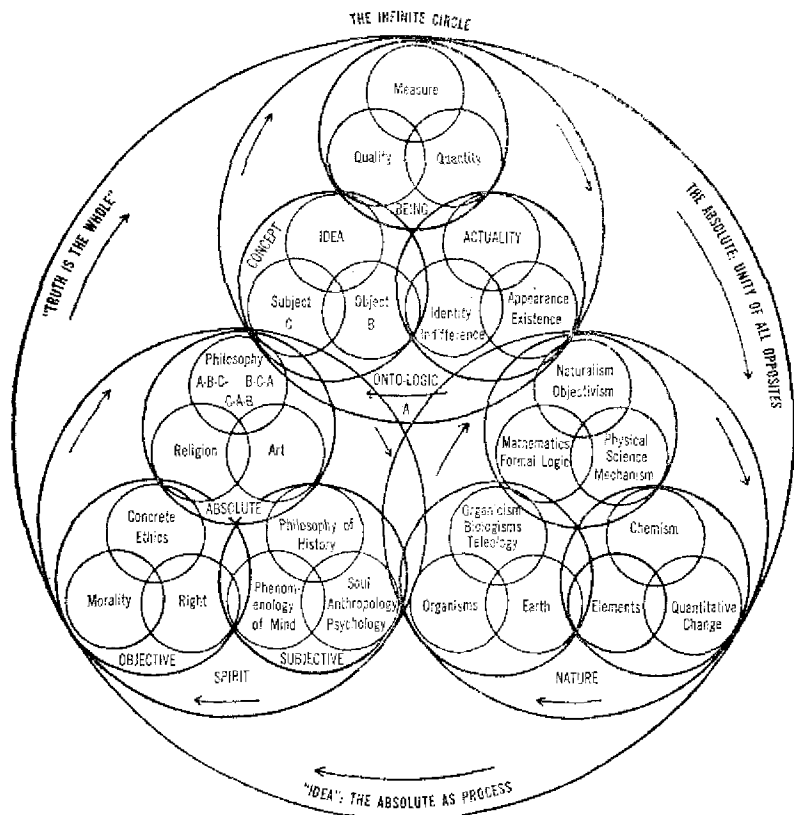 THE INFINITE CIRCLE
"TRUTH IS THE WHOLE"
THE ABSOLUTE: UNITY OF ALL OPPOSITES
Measure
Quality
Quantity
BEING
CONCEPT
IDEA
Subject
C
Object
B
ACTUALITY
Identity
Indifference
Appearance
Existence
ONTO-LOGIC
A
Philosophy
A-B-C- B-C-A
C-A-B
Religion
Art
ABSOLUTE
Naturalism
Objectivism
Mathematics
Formal Logic
Physical
Science
Mechanism
Concrete
Ethics
Morality
Right
OBJECTIVE
Philosophy of
History
Phenom-
enology
of Mind
Soul
Anthropology
Psychology
SUBJECTIVE
SPIRIT
Organicism
Biologisms
Teleology
Organisms
Earth
Chemism
Elements
Quantitative
Change
NATURE
"IDEA": THE ABSOLUTE AS PROCESS